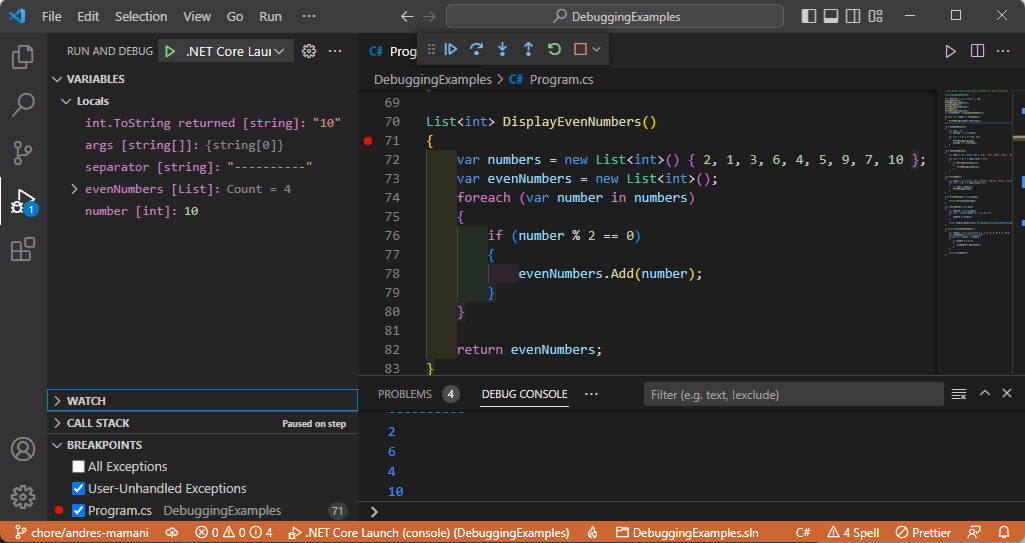 File Edit Selection View Go Run ··· DebuggingExamples
RUN AND DEBUG .NET Core Laun
VARIABLES
Locals
int.ToString returned [string]: "10"
args [string[]]: {string[0]}
separator [string]: "----------"
evenNumbers [List]: Count = 4
number [int]: 10
WATCH
CALL STACK Paused on step
BREAKPOINTS
All Exceptions
User-Unhandled Exceptions
Program.cs DebuggingExamples 71
1
C# Prog
DebuggingExamples > C# Program.cs
69
70 List<int> DisplayEvenNumbers()
71 {
72 var numbers = new List<int>() { 2, 1, 3, 6, 4, 5, 9, 7, 10 };
73 var evenNumbers = new List<int>();
74 foreach (var number in numbers)
75 {
76 if (number % 2 == 0)
77 {
78 evenNumbers.Add(number);
79 }
80 }
81
82 return evenNumbers;
83 }
PROBLEMS 4 DEBUG CONSOLE ··· Filter (e.g. text, !exclude)
----------
2
6
4
10
>
chore/andres-mamani 0 0 4 .NET Core Launch (console) (DebuggingExamples) DebuggingExamples.sln C# 4 Spell Prettier